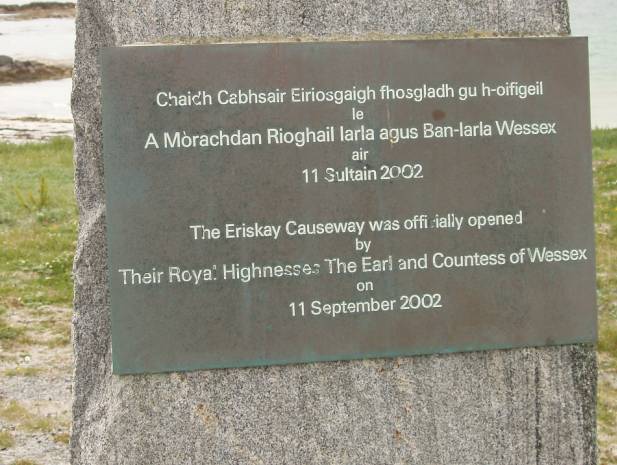 Chaidh Cabhsair Eiriosgaigh fhosgladh gu h-oifigeil
le
A Mòrachdan Rioghail Iarla agus Ban-Iarla Wessex
air
11 Sultain 2002
The Eriskay Causeway was officially opened
by
Their Royal Highnesses The Earl and Countess of Wessex
on
11 September 2002